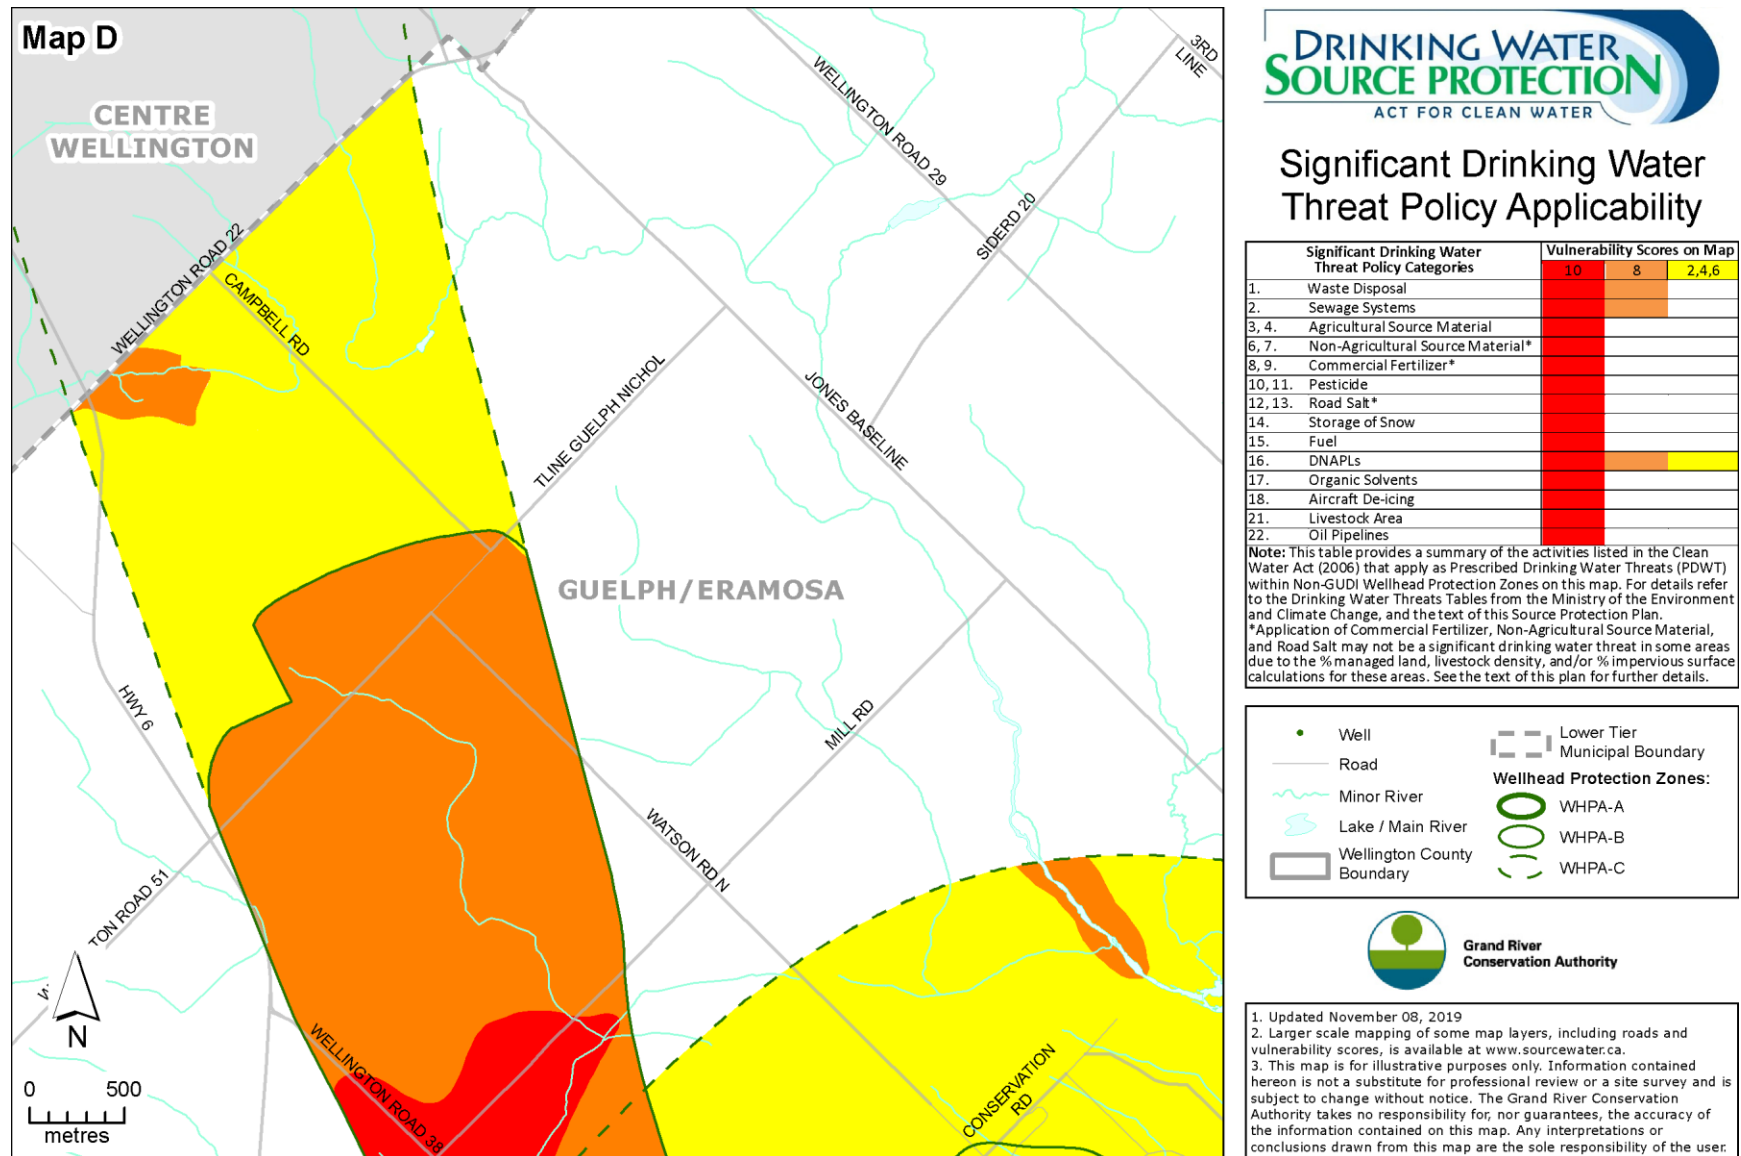 Map D
CENTRE
WELLINGTON
WELLINGTON ROAD 22
CAMPBELL RD
WELLINGTON ROAD 29
3RD
LINE
SIDERD 20
TLINE GUELPH NICHOL
JONES BASELINE
GUELPH/ERAMOSA
HWY 6
MILL RD
WATSON RD N
TON ROAD 51
W.
WELLINGTON ROAD 38
CONSERVATION
RD
N
0 500
metres
DRINKING WATER
SOURCE PROTECTION
ACT FOR CLEAN WATER
Significant Drinking Water
Threat Policy Applicability
Significant Drinking Water
Threat Policy Categories
Vulnerability Scores on Map
10 8 2,4,6
1. Waste Disposal
2. Sewage Systems
3, 4. Agricultural Source Material
6, 7. Non-Agricultural Source Material*
8, 9. Commercial Fertilizer*
10, 11. Pesticide
12, 13. Road Salt*
14. Storage of Snow
15. Fuel
16. DNAPLs
17. Organic Solvents
18. Aircraft De-icing
21. Livestock Area
22. Oil Pipelines
Note: This table provides a summary of the activities listed in the Clean
Water Act (2006) that apply as Prescribed Drinking Water Threats (PDWT)
within Non-GUDI Wellhead Protection Zones on this map. For details refer
to the Drinking Water Threats Tables from the Ministry of the Environment
and Climate Change, and the text of this Source Protection Plan.
*Application of Commercial Fertilizer, Non-Agricultural Source Material,
and Road Salt may not be a significant drinking water threat in some areas
due to the % managed land, livestock density, and/or % impervious surface
calculations for these areas. See the text of this plan for further details.
Well
Road
Minor River
Lake / Main River
Wellington County
Boundary
Lower Tier
Municipal Boundary
Wellhead Protection Zones:
WHPA-A
WHPA-B
WHPA-C
Grand River
Conservation Authority
1. Updated November 08, 2019
2. Larger scale mapping of some map layers, including roads and
vulnerability scores, is available at www.sourcewater.ca.
3. This map is for illustrative purposes only. Information contained
hereon is not a substitute for professional review or a site survey and is
subject to change without notice. The Grand River Conservation
Authority takes no responsibility for, nor guarantees, the accuracy of
the information contained on this map. Any interpretations or
conclusions drawn from this map are the sole responsibility of the user.